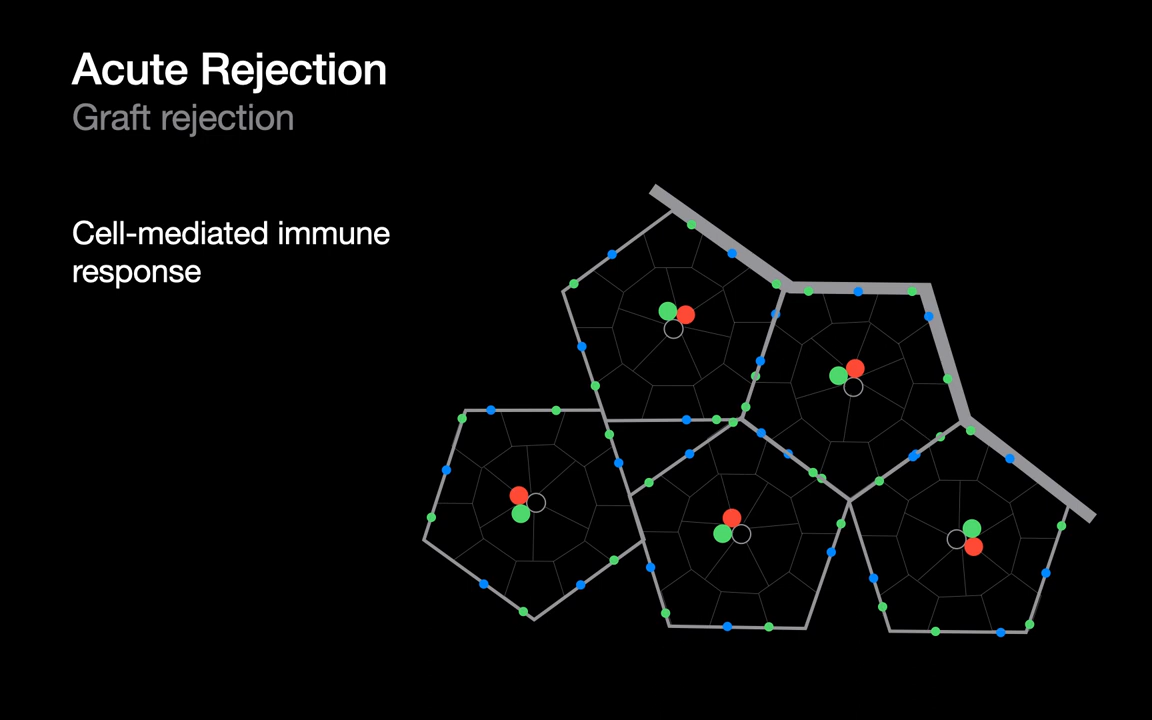 Acute Rejection
Graft rejection
Cell-mediated immune
response